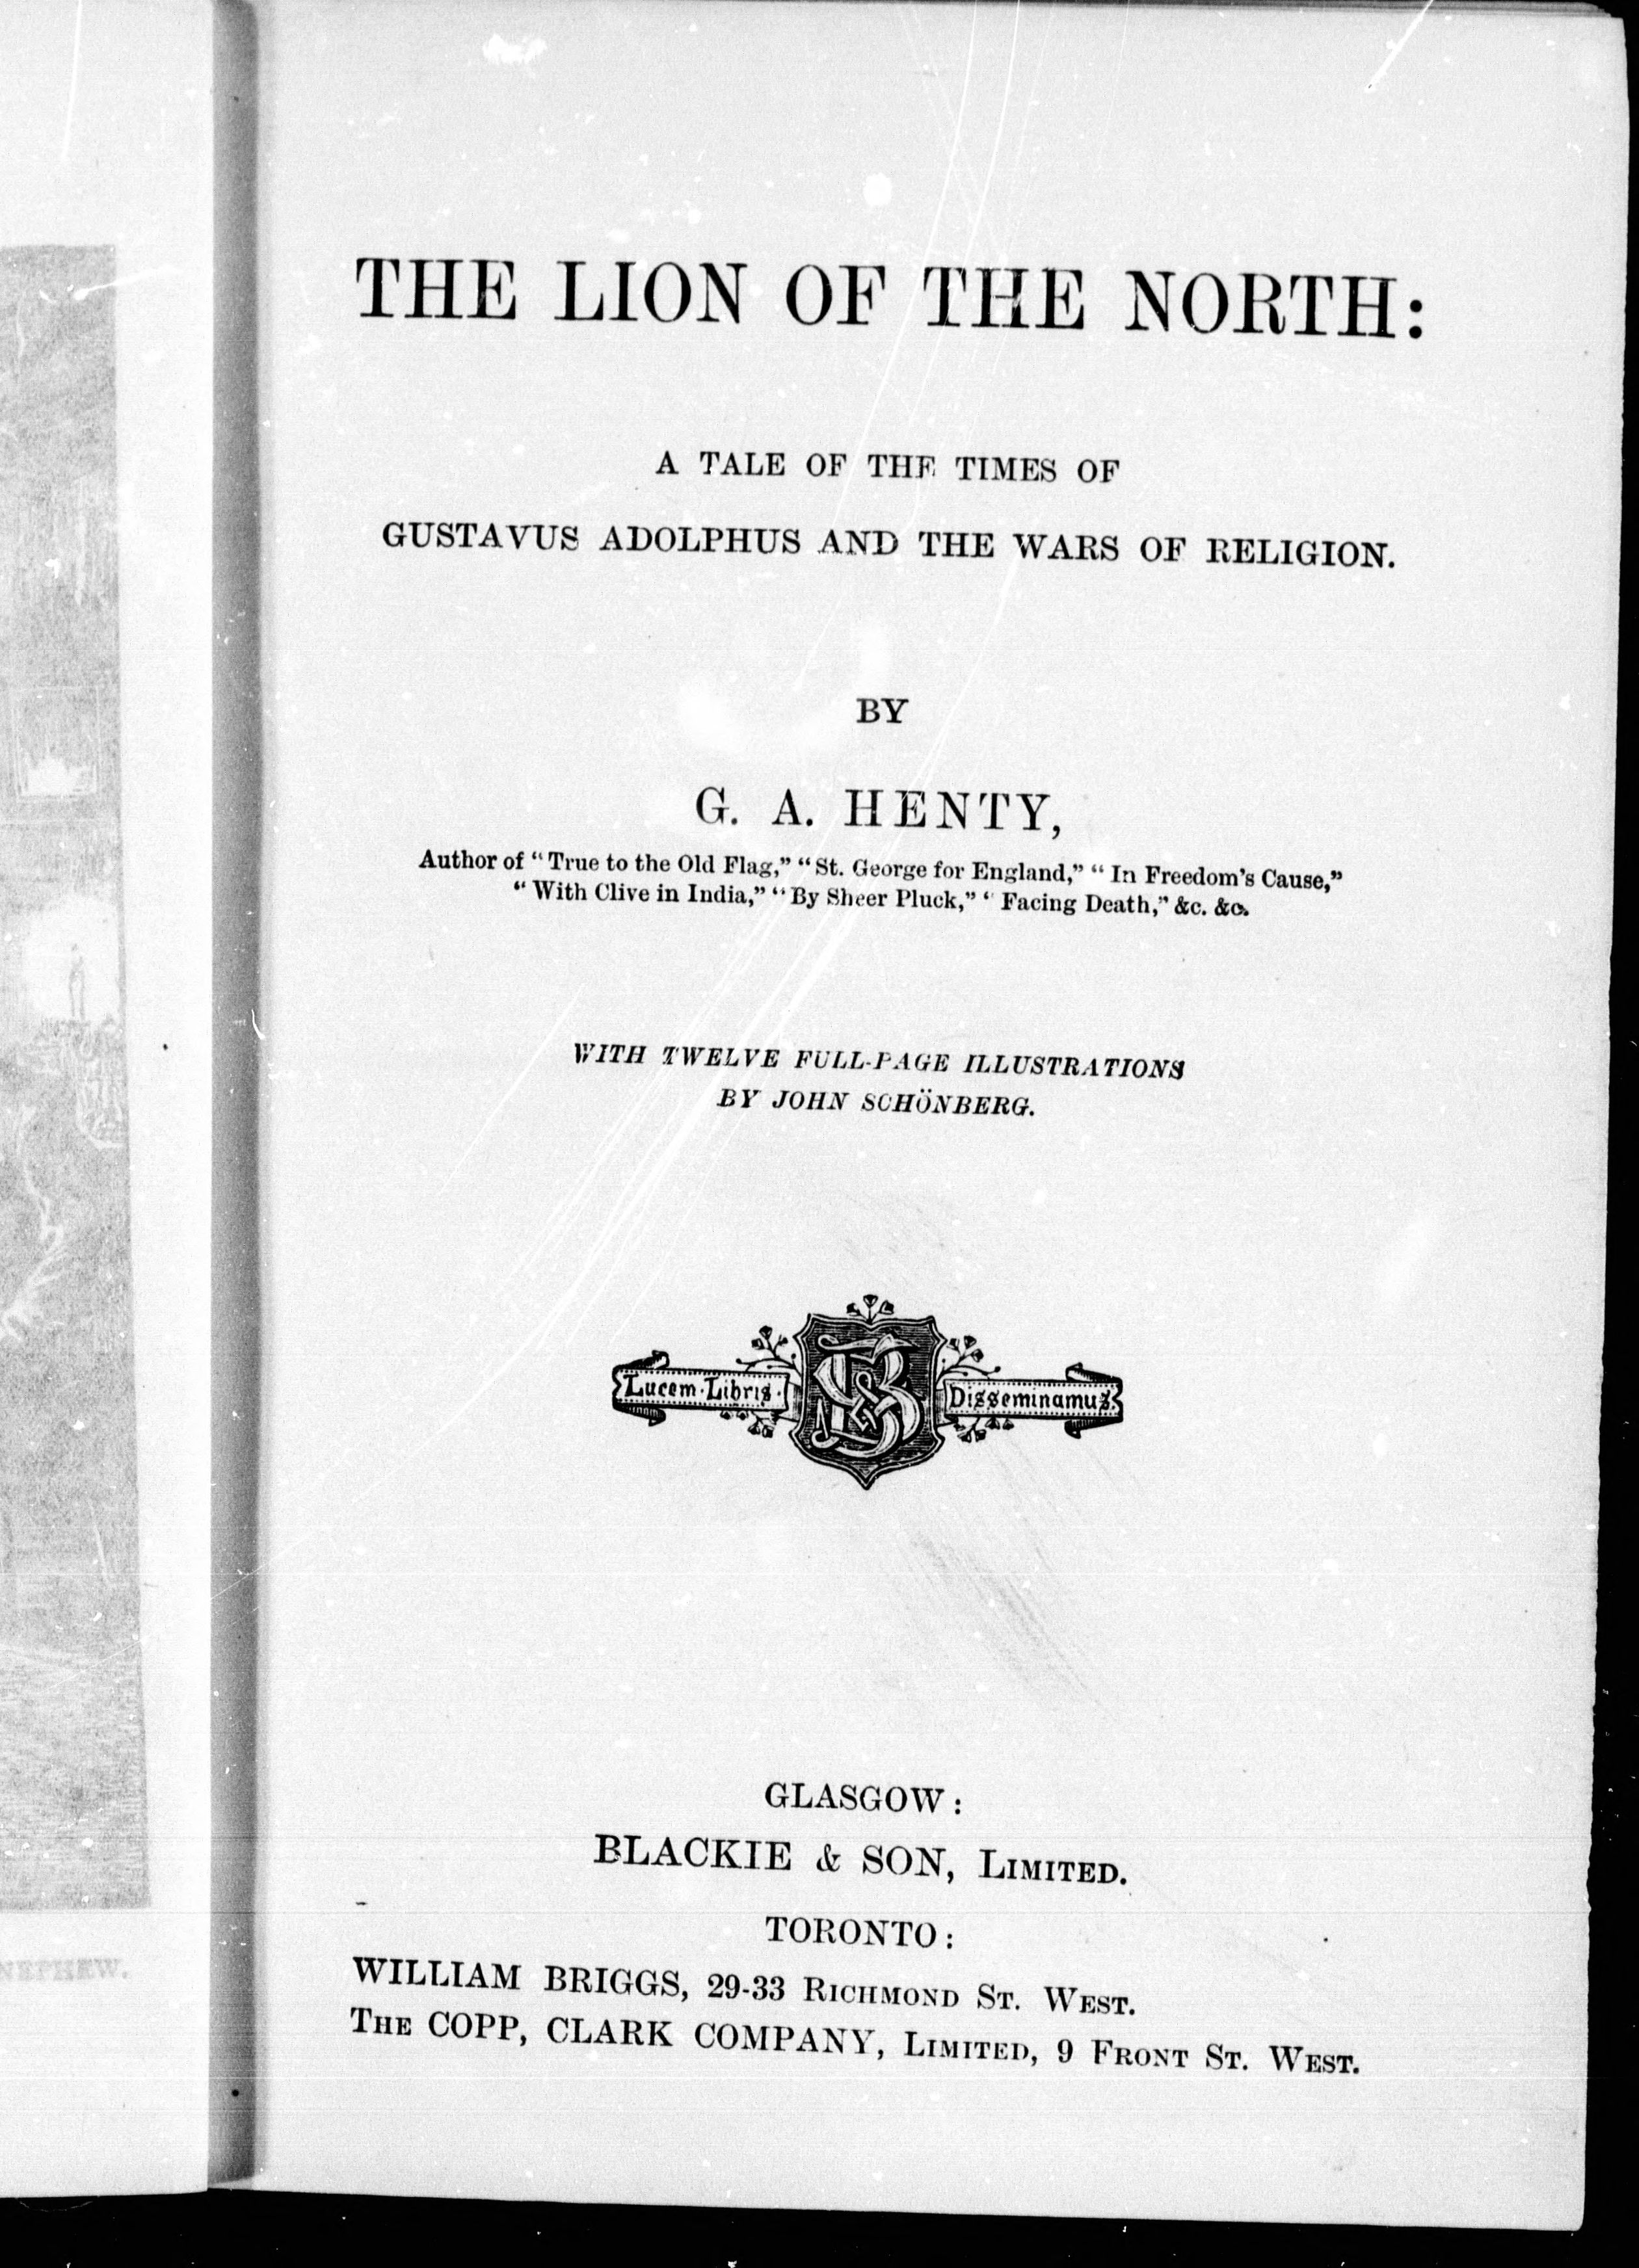 THE LION OF THE NORTH:
A TALE OF THE TIMES OF
GUSTAVUS ADOLPHUS AND THE WARS OF RELIGION.
BY
G. A. HENTY,
Author of "True to the Old Flag," "St. George for England," "In Freedom's Cause,"
"With Clive in India," "By Sheer Pluck," "Facing Death," &c. &c.
WITH TWELVE FULL-PAGE ILLUSTRATIONS
BY JOHN SCHÖNBERG.
Lucem Libris Disseminamus
GLASGOW:
BLACKIE & SON, LIMITED.
TORONTO:
WILLIAM BRIGGS, 29-33 RICHMOND ST. WEST.
THE COPP, CLARK COMPANY, LIMITED, 9 FRONT ST. WEST.
NEPHEW.